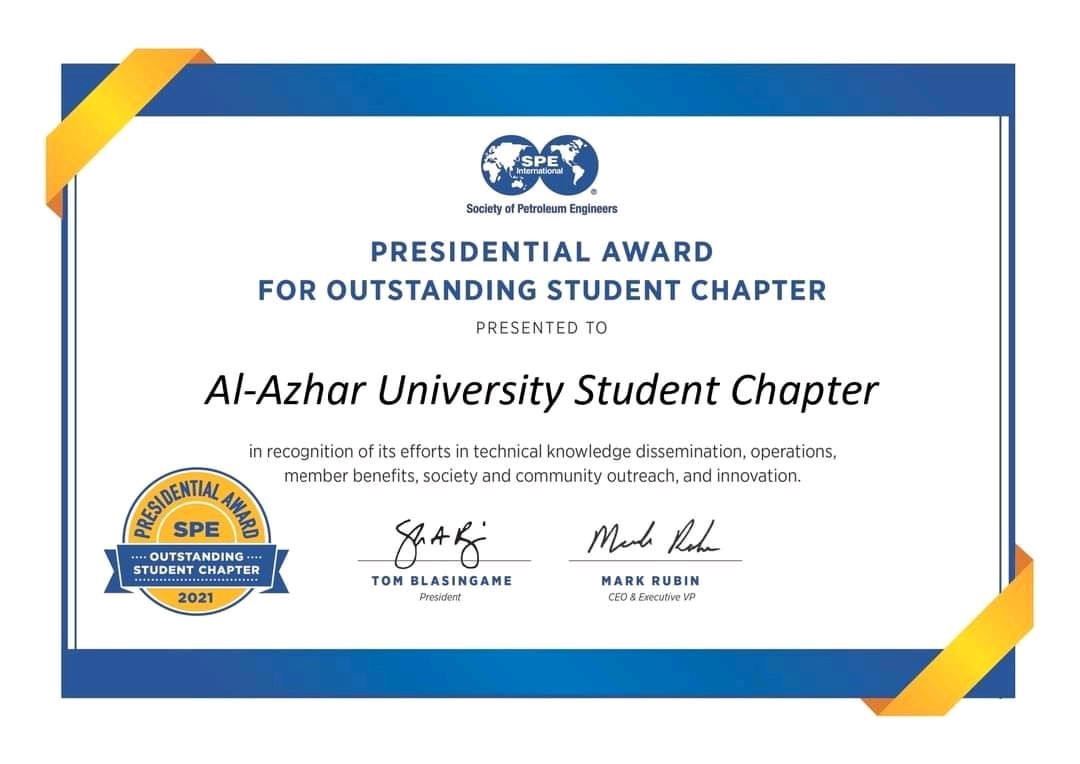 SPE
International
®
Society of Petroleum Engineers
PRESIDENTIAL AWARD
FOR OUTSTANDING STUDENT CHAPTER
PRESENTED TO
Al-Azhar University Student Chapter
in recognition of its efforts in technical knowledge dissemination, operations,
member benefits, society and community outreach, and innovation.
PRESIDENTIAL AWARD
SPE
OUTSTANDING
STUDENT CHAPTER
2021
TOM BLASINGAME
President
MARK RUBIN
CEO & Executive VP